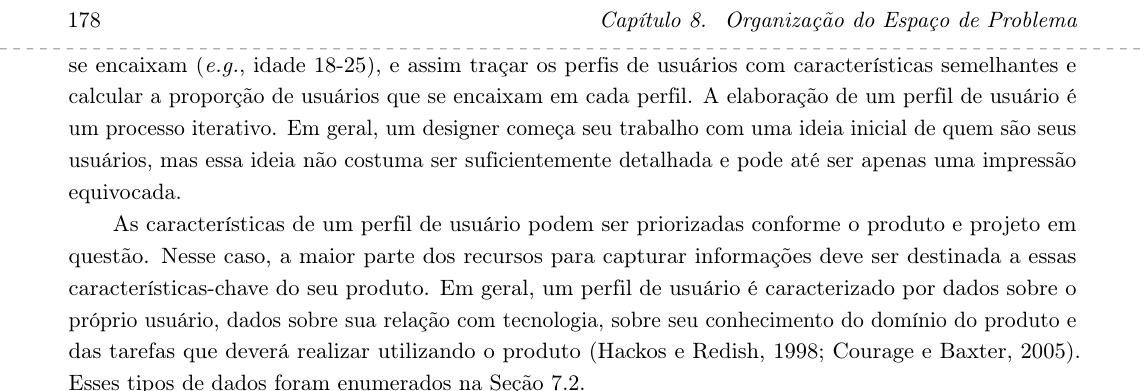 178 Capítulo 8. Organização do Espaço de Problema
se encaixam (e.g., idade 18-25), e assim traçar os perfis de usuários com características semelhantes e
calcular a proporção de usuários que se encaixam em cada perfil. A elaboração de um perfil de usuário é
um processo iterativo. Em geral, um designer começa seu trabalho com uma ideia inicial de quem são seus
usuários, mas essa ideia não costuma ser suficientemente detalhada e pode até ser apenas uma impressão
equivocada.
As características de um perfil de usuário podem ser priorizadas conforme o produto e projeto em
questão. Nesse caso, a maior parte dos recursos para capturar informações deve ser destinada a essas
características-chave do seu produto. Em geral, um perfil de usuário é caracterizado por dados sobre o
próprio usuário, dados sobre sua relação com tecnologia, sobre seu conhecimento do domínio do produto e
das tarefas que deverá realizar utilizando o produto (Hackos e Redish, 1998; Courage e Baxter, 2005).
Esses tipos de dados foram enumerados na Seção 7.2.